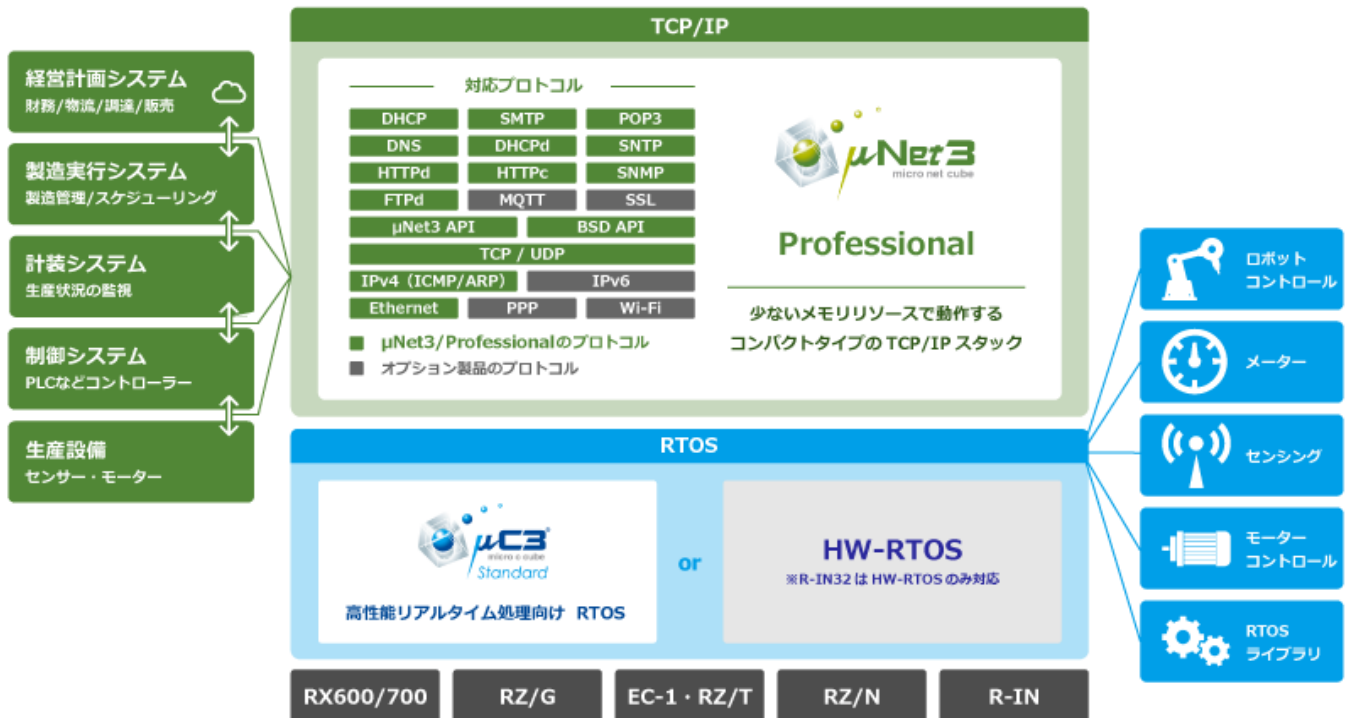 TCP/IP
経営計画システム
財務/物流/調達/販売
製造実行システム
製造管理/スケジューリング
計装システム
生産状況の監視
制御システム
PLCなどコントローラー
生産設備
センサー・モーター
対応プロトコル
DHCP SMTP POP3
DNS DHCPd SNTP
HTTPd HTTPc SNMP
FTPd MQTT SSL
μNet3 API BSD API
TCP / UDP
IPv4（ICMP/ARP） IPv6
Ethernet PPP Wi-Fi
μNet3/Professionalのプロトコル
オプション製品のプロトコル
μNet3
micro net cube
Professional
少ないメモリリソースで動作する
コンパクトタイプの TCP/IP スタック
RTOS
μC3
micro c cube
Standard
高性能リアルタイム処理向け RTOS
or
HW-RTOS
※R-IN32 は HW-RTOS のみ対応
ロボット
コントロール
メーター
センシング
モーター
コントロール
RTOS
ライブラリ
RX600/700 RZ/G EC-1・RZ/T RZ/N R-IN